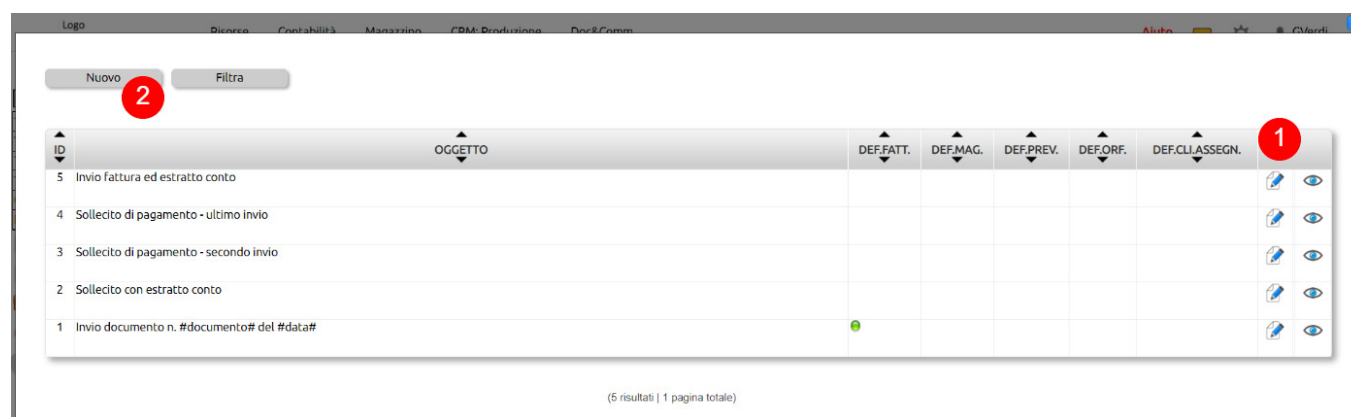 Logo Risorse Contabilità Magazzino CRM: Produzione Doc&Comm Aiuto GVerdi
Nuovo Filtra
2
1
ID OGGETTO DEF.FATT. DEF.MAG. DEF.PREV. DEF.ORF. DEF.CLI.ASSEGN.
5 Invio fattura ed estratto conto
4 Sollecito di pagamento - ultimo invio
3 Sollecito di pagamento - secondo invio
2 Sollecito con estratto conto
1 Invio documento n. #documento# del #data#
(5 risultati | 1 pagina totale)